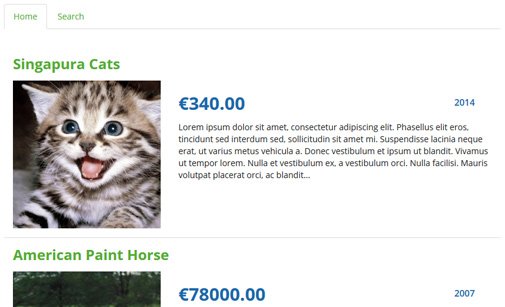 Home Search
Singapura Cats
€340.00 2014
Lorem ipsum dolor sit amet, consectetur adipiscing elit. Phasellus elit eros,
tincidunt sed interdum sed, sollicitudin sit amet mi. Suspendisse lacinia neque
erat, ut varius metus vehicula a. Donec vestibulum et ipsum ut blandit. Vivamus
ut tempor lorem. Nulla et vestibulum ex, a vestibulum orci. Nulla facilisi. Mauris
volutpat placerat orci, ac blandit...
American Paint Horse
€78000.00 2007